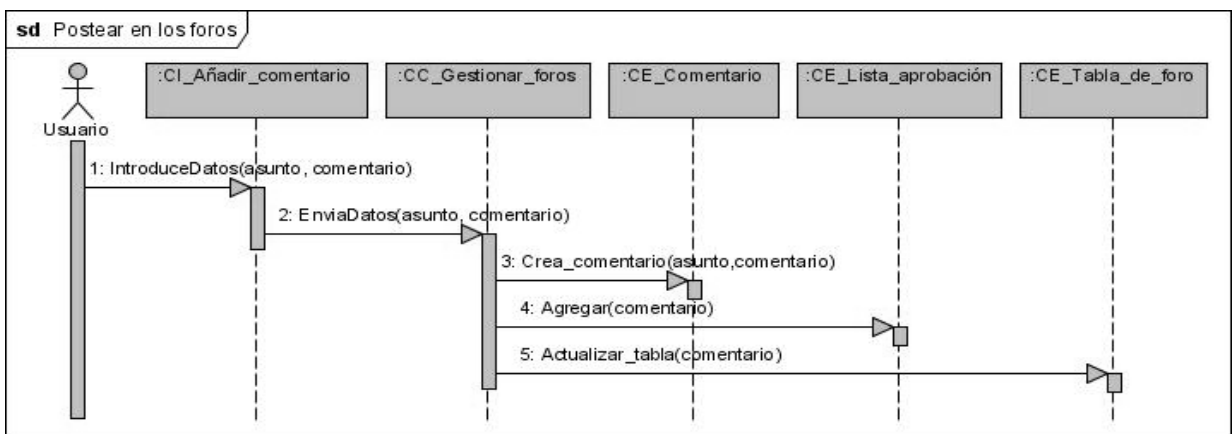 sd Postear en los foros
:CI_Añadir_comentario
:CC_Gestionar_foros
:CE_Comentario
:CE_Lista_aprobación
:CE_Tabla_de_foro
Usuario
1: IntroduceDatos(asunto, comentario)
2: EnviaDatos(asunto, comentario)
3: Crea_comentario(asunto,comentario)
4: Agregar(comentario)
5: Actualizar_tabla(comentario)